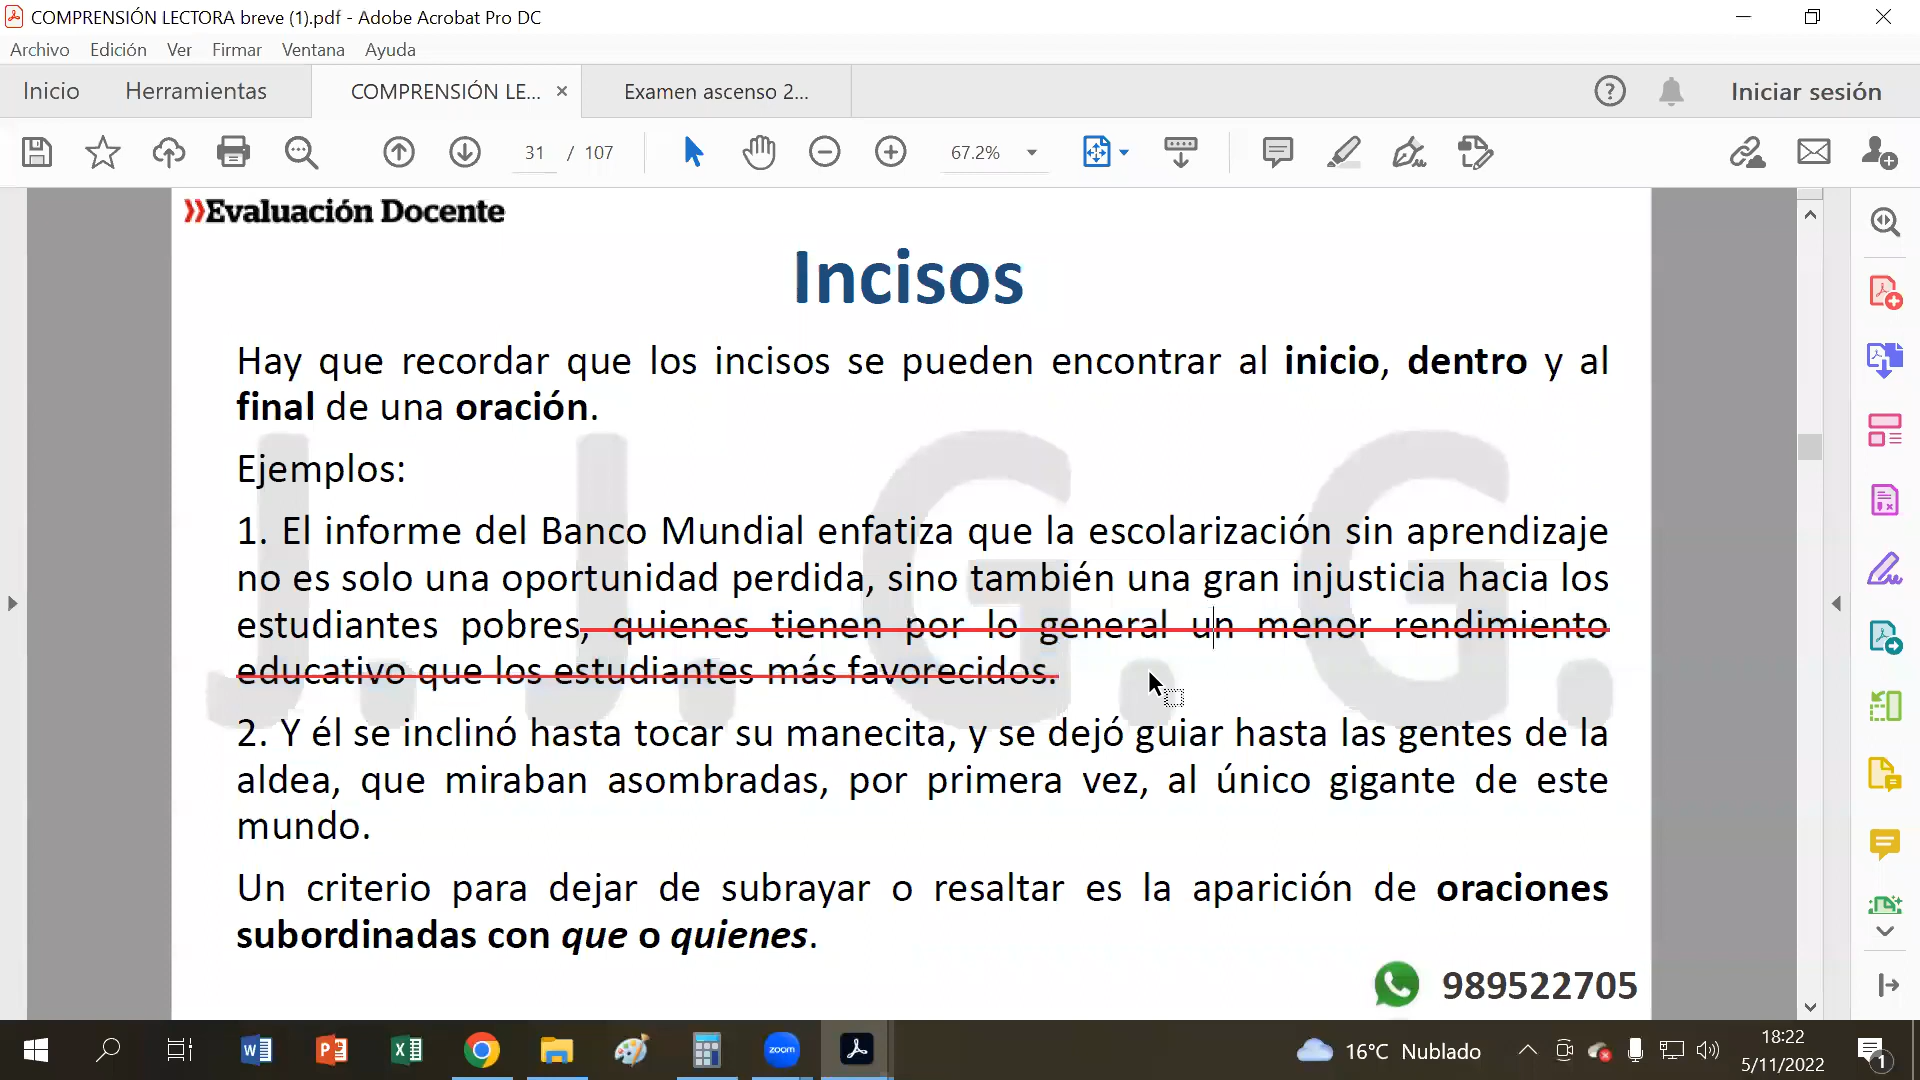 COMPRENSIÓN LECTORA breve (1).pdf - Adobe Acrobat Pro DC
Archivo Edición Ver Firmar Ventana Ayuda
Inicio Herramientas COMPRENSIÓN LE... × Examen ascenso 2... Iniciar sesión
31 / 107 67.2%
Evaluación Docente
Incisos
Hay que recordar que los incisos se pueden encontrar al inicio, dentro y al
final de una oración.
Ejemplos:
1. El informe del Banco Mundial enfatiza que la escolarización sin aprendizaje
no es solo una oportunidad perdida, sino también una gran injusticia hacia los
estudiantes pobres, quienes tienen por lo general un menor rendimiento
educativo que los estudiantes más favorecidos.
2. Y él se inclinó hasta tocar su manecita, y se dejó guiar hasta las gentes de la
aldea, que miraban asombradas, por primera vez, al único gigante de este
mundo.
Un criterio para dejar de subrayar o resaltar es la aparición de oraciones
subordinadas con que o quienes.
J. J. G. G.
989522705
zoom
16°C Nublado
18:22
5/11/2022
1